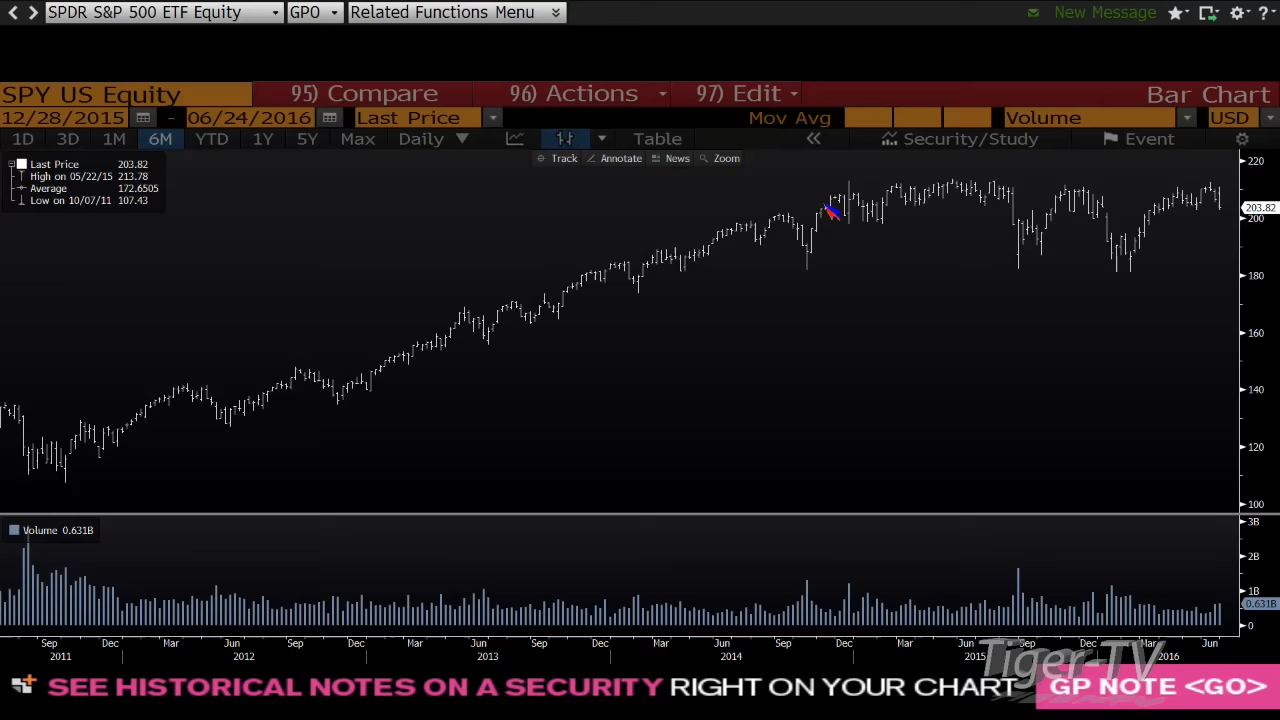 SPDR S&P 500 ETF Equity GPO Related Functions Menu New Message ?
SPY US Equity 95) Compare 96) Actions 97) Edit Bar Chart
12/28/2015 - 06/24/2016 Last Price Mov Avg Volume USD
1D 3D 1M 6M YTD 1Y 5Y Max Daily Table Security/Study Event
Track Annotate News Zoom
Last Price 203.82
High on 05/22/15 213.78
Average 172.6505
Low on 10/07/11 107.43
220
203.82
200
180
160
140
120
100
Volume 0.631B
3B
2B
1B
0.631B
0
Sep Dec Mar Jun Sep Dec Mar Jun Sep Dec Mar Jun Sep Dec Mar Jun Sep Dec Mar Jun
2011 2012 2013 2014 2015 2016
Tiger-TV
SEE HISTORICAL NOTES ON A SECURITY RIGHT ON YOUR CHART GP NOTE <GO>